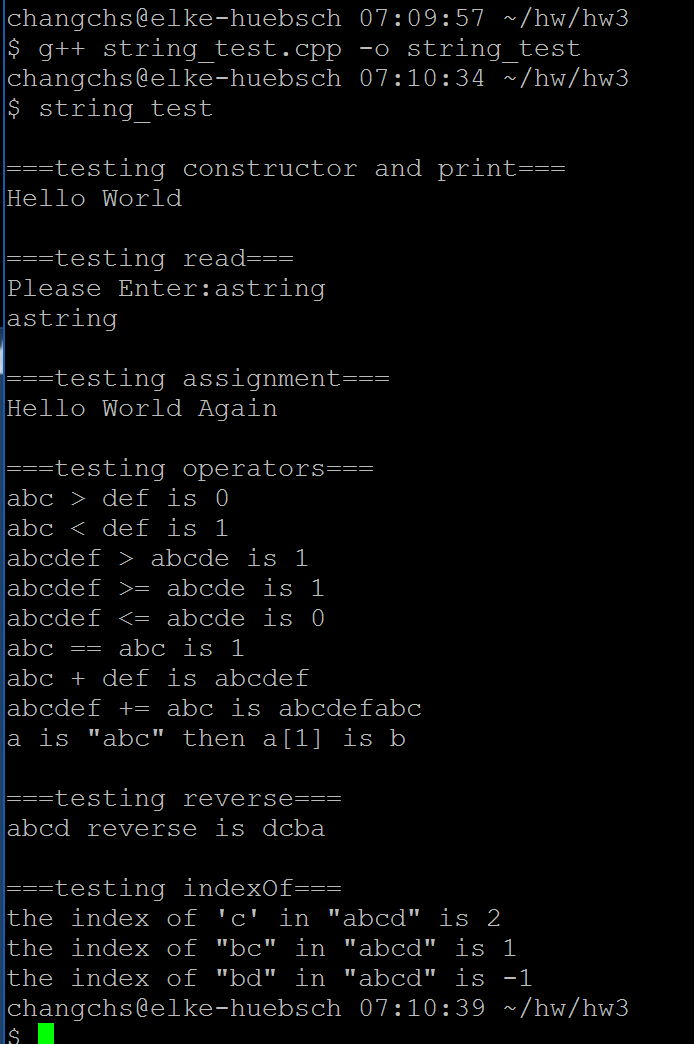 changchs@elke-huebsch 07:09:57 ~/hw/hw3
$ g++ string_test.cpp -o string_test
changchs@elke-huebsch 07:10:34 ~/hw/hw3
$ string_test

===testing constructor and print===
Hello World

===testing read===
Please Enter:astring
astring

===testing assignment===
Hello World Again

===testing operators===
abc > def is 0
abc < def is 1
abcdef > abcde is 1
abcdef >= abcde is 1
abcdef <= abcde is 0
abc == abc is 1
abc + def is abcdef
abcdef += abc is abcdefabc
a is "abc" then a[1] is b

===testing reverse===
abcd reverse is dcba

===testing indexOf===
the index of 'c' in "abcd" is 2
the index of "bc" in "abcd" is 1
the index of "bd" in "abcd" is -1
changchs@elke-huebsch 07:10:39 ~/hw/hw3
$